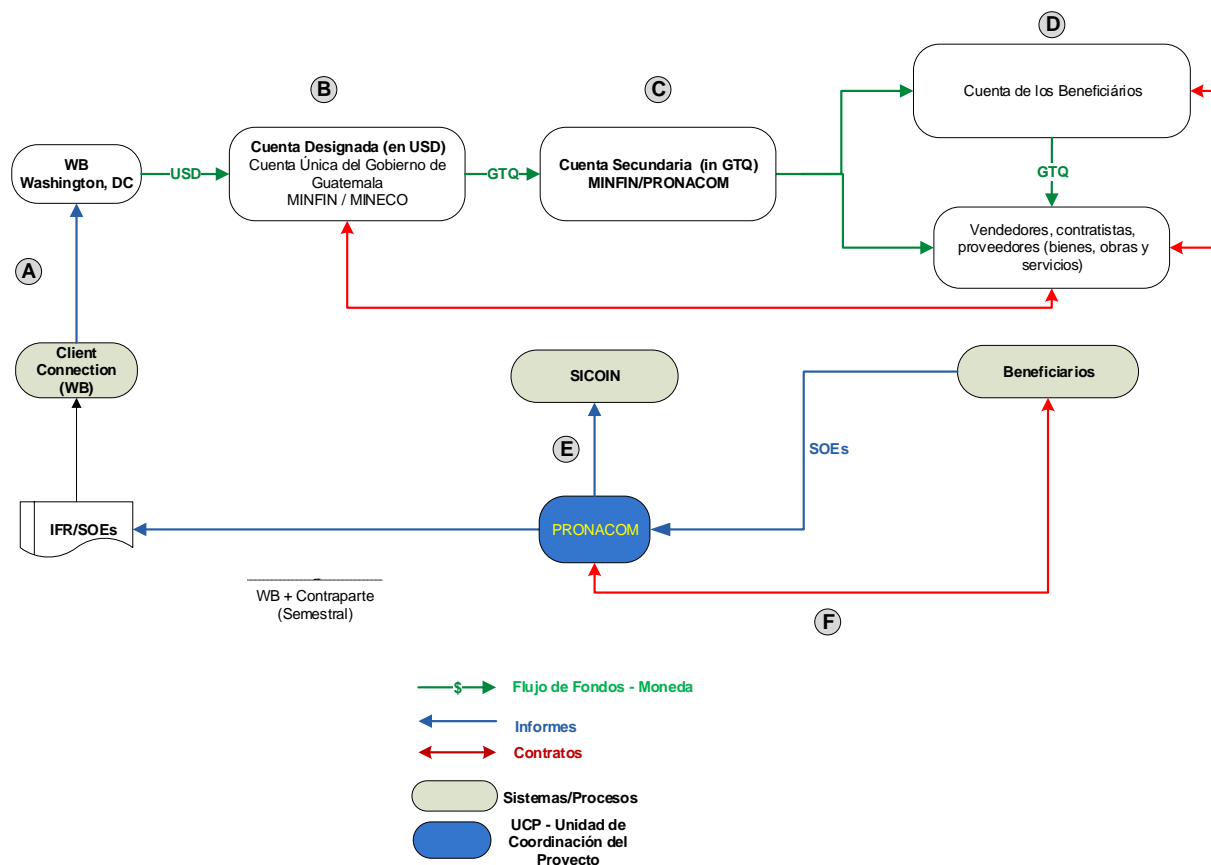 D
B
C
Cuenta de los Beneficiários
WB
Washington, DC
USD
Cuenta Designada (en USD)
Cuenta Única del Gobierno de
Guatemala
MINFIN / MINECO
GTQ
Cuenta Secundaria (in GTQ)
MINFIN/PRONACOM
GTQ
Vendedores, contratistas,
proveedores (bienes, obras y
servicios)
A
Client
Connection
(WB)
SICOIN
Beneficiarios
E
SOEs
IFR/SOEs
PRONACOM
WB + Contraparte
(Semestral)
F
$
Flujo de Fondos - Moneda
Informes
Contratos
Sistemas/Procesos
UCP - Unidad de
Coordinación del
Proyecto